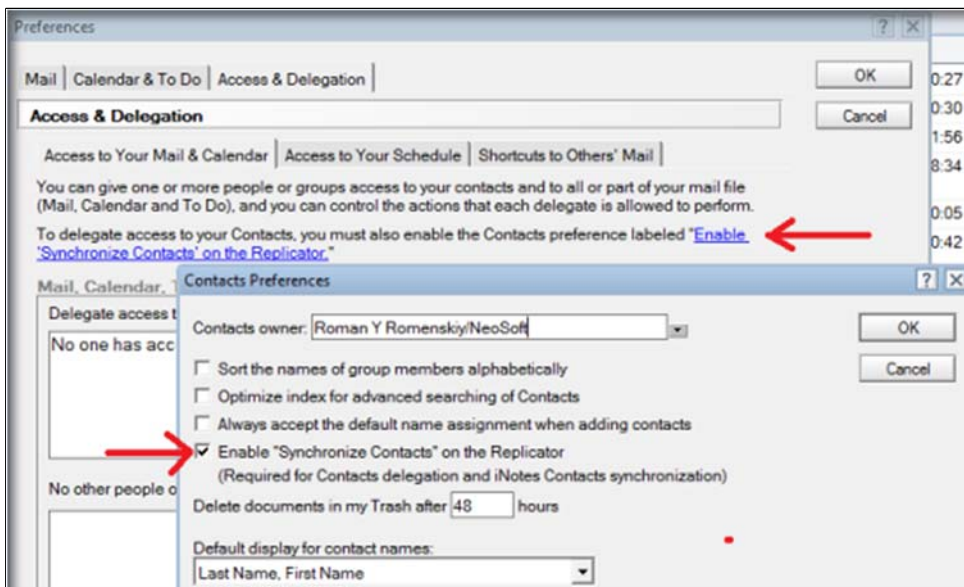 Preferences
Mail Calendar & To Do Access & Delegation
OK
Access & Delegation
Cancel
Access to Your Mail & Calendar Access to Your Schedule Shortcuts to Others' Mail
You can give one or more people or groups access to your contacts and to all or part of your mail file
(Mail, Calendar and To Do), and you can control the actions that each delegate is allowed to perform.
To delegate access to your Contacts, you must also enable the Contacts preference labeled "Enable
'Synchronize Contacts' on the Replicator."
0:27
0:30
1:56
8:34
0:05
0:42
Mail, Calendar,
Delegate access
No one has acc
No other people o
Contacts Preferences
Contacts owner: Roman Y Romenskiy/NeoSoft
OK
Cancel
Sort the names of group members alphabetically
Optimize index for advanced searching of Contacts
Always accept the default name assignment when adding contacts
Enable "Synchronize Contacts" on the Replicator
(Required for Contacts delegation and iNotes Contacts synchronization)
Delete documents in my Trash after 48 hours
Default display for contact names:
Last Name, First Name